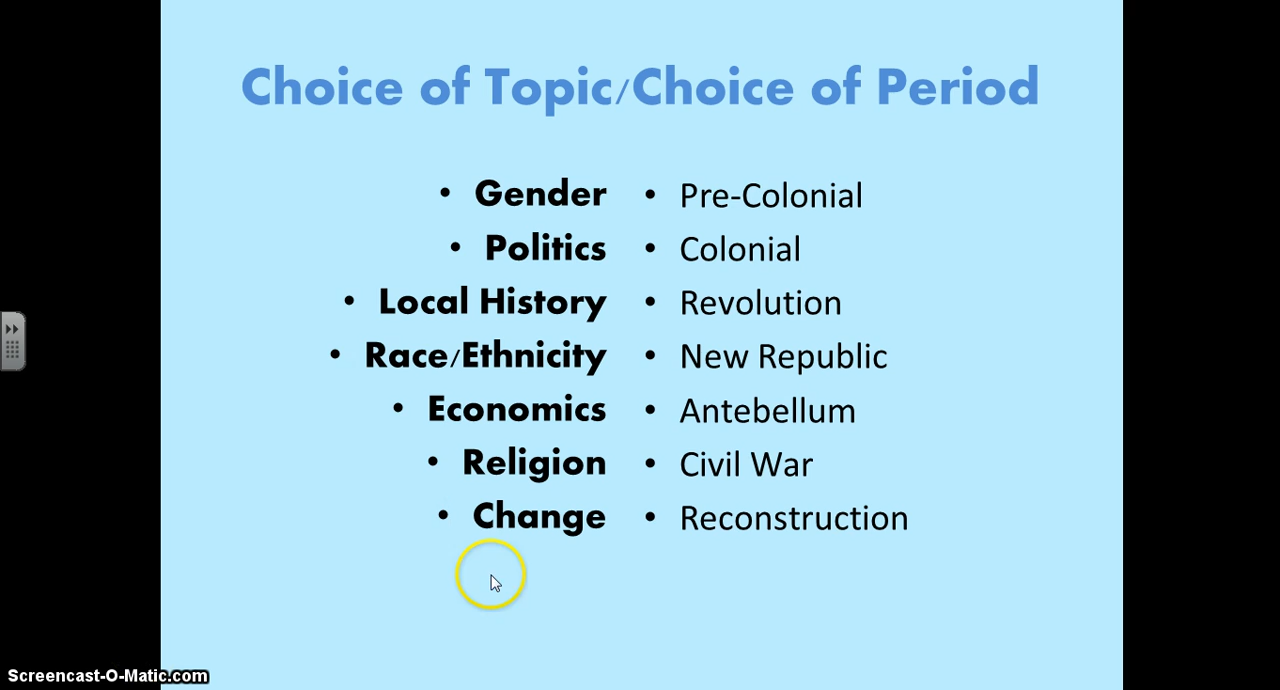 Choice of Topic/Choice of Period
• Gender
• Politics
• Local History
• Race/Ethnicity
• Economics
• Religion
• Change
• Pre-Colonial
• Colonial
• Revolution
• New Republic
• Antebellum
• Civil War
• Reconstruction
Screencast-O-Matic.com